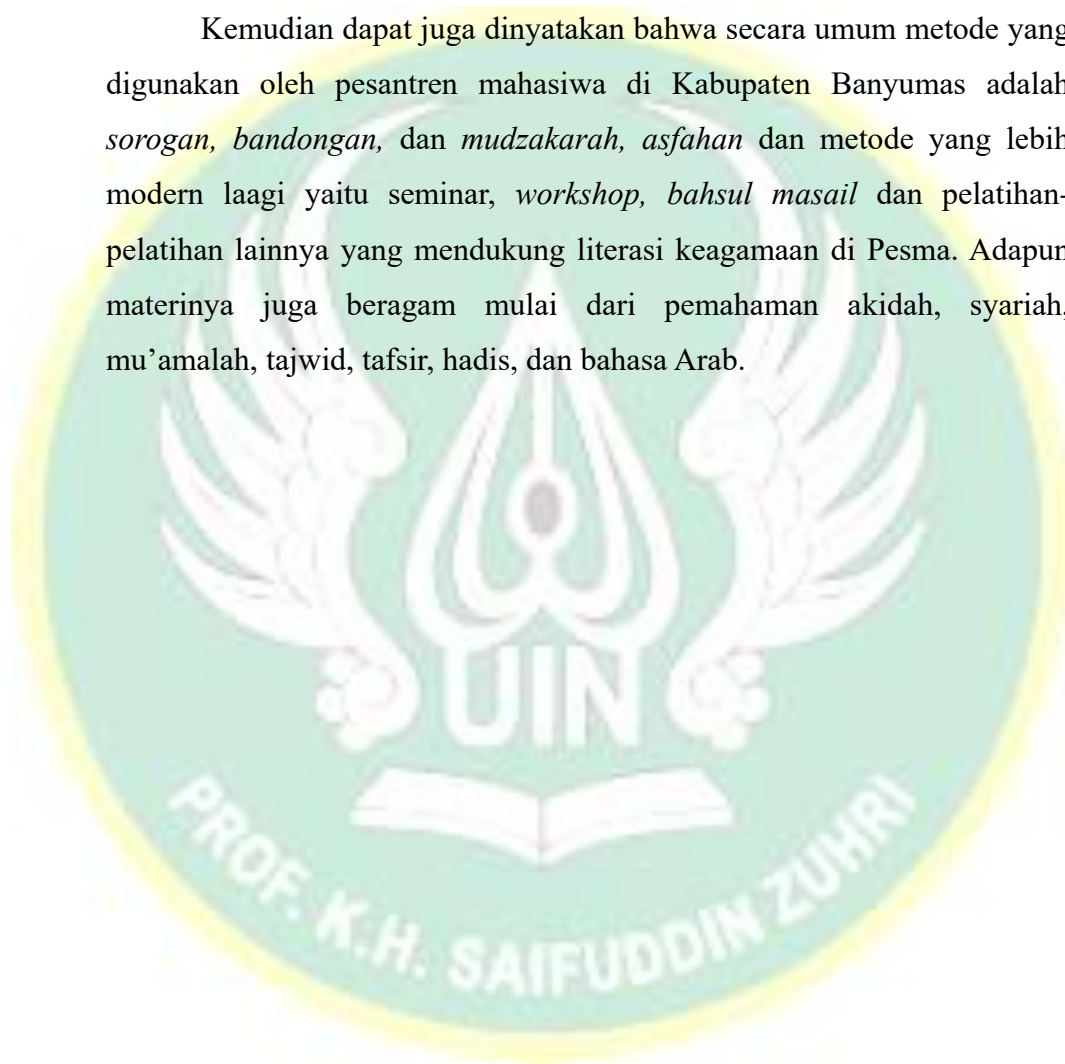 Kemudian dapat juga dinyatakan bahwa secara umum metode yang
digunakan oleh pesantren mahasiwa di Kabupaten Banyumas adalah
sorogan, bandongan, dan mudzakarah, asfahan dan metode yang lebih
modern laagi yaitu seminar, workshop, bahsul masail dan pelatihan-
pelatihan lainnya yang mendukung literasi keagamaan di Pesma. Adapun
materinya juga beragam mulai dari pemahaman akidah, syariah,
mu’amalah, tajwid, tafsir, hadis, dan bahasa Arab.
UIN
PROF. K.H. SAIFUDDIN ZUHRI